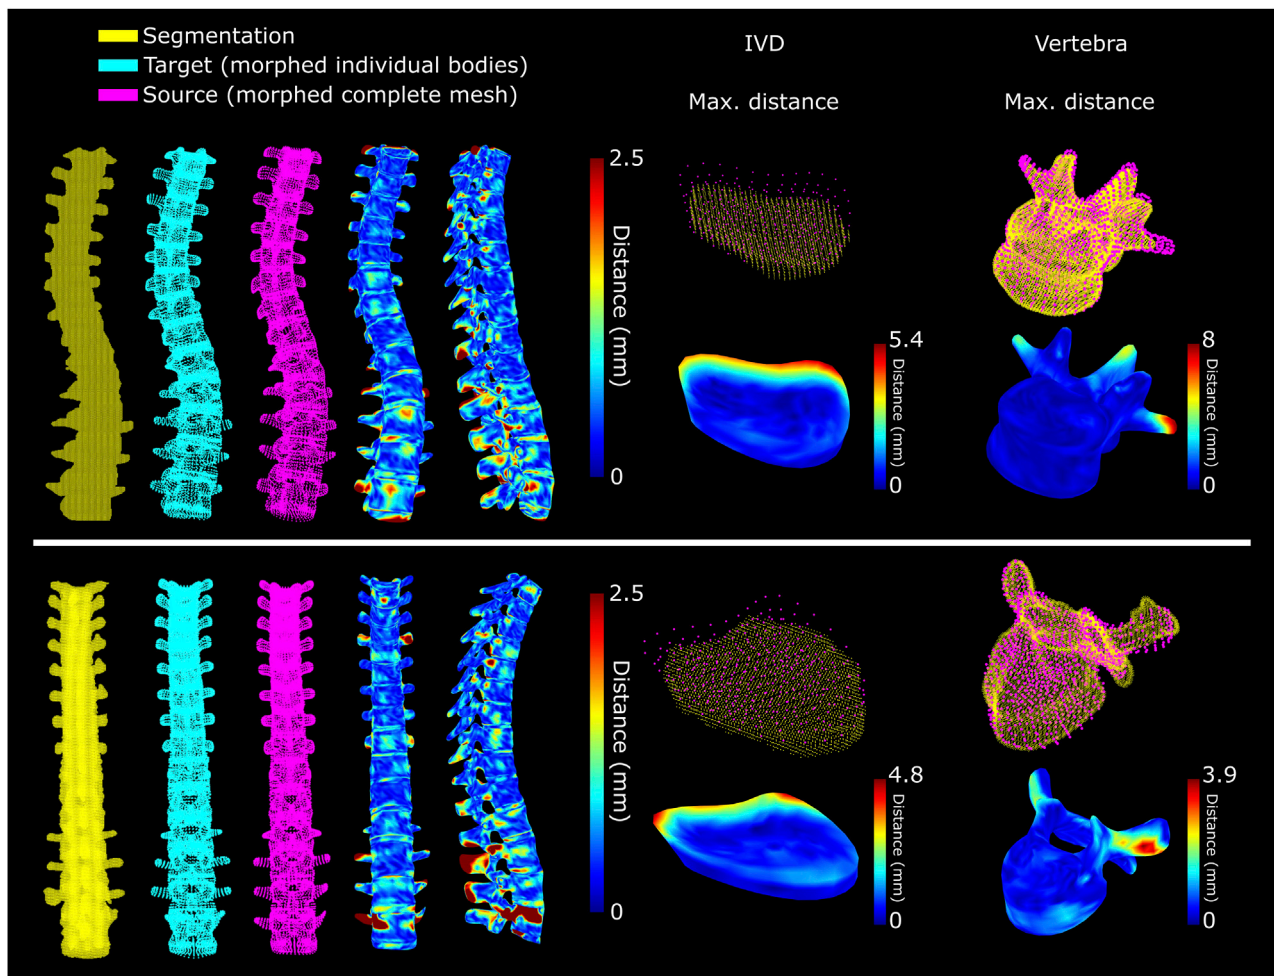 Segmentation
Target (morphed individual bodies)
Source (morphed complete mesh)
IVD
Max. distance
Vertebra
Max. distance
2.5
Distance (mm)
0
5.4
Distance (mm)
0
8
Distance (mm)
0
2.5
Distance (mm)
0
4.8
Distance (mm)
0
3.9
Distance (mm)
0